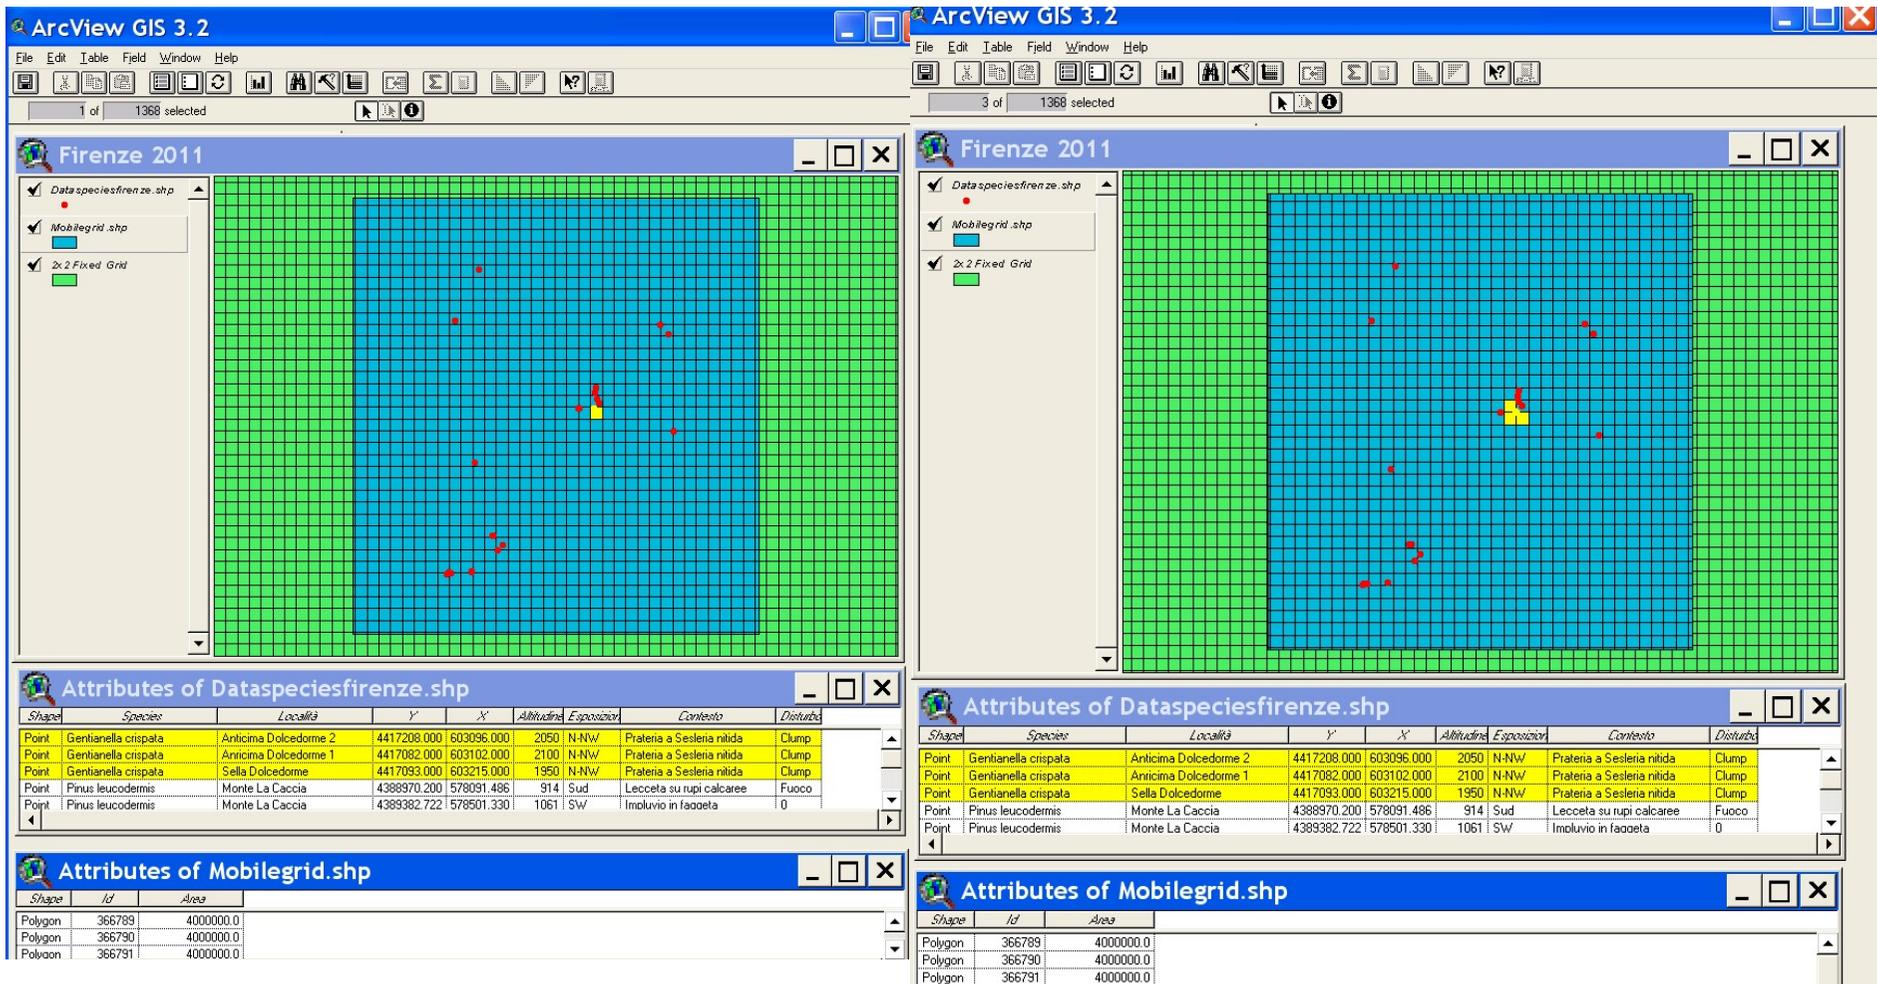 ArcView GIS 3.2
File Edit Table Field Window Help
1 of 1368 selected
Firenze 2011
Dataspeciesfirenze.shp
Mobilegrid.shp
2x2 Fixed Grid
Attributes of Dataspeciesfirenze.shp
Shape Species Località Y X Altitudine Esposizion Contesto Disturbo
Point Gentianella crispata Anticima Dolcedorme 2 4417208.000 603096.000 2050 N-NW Prateria a Sesleria nitida Clump
Point Gentianella crispata Anricima Dolcedorme 1 4417082.000 603102.000 2100 N-NW Prateria a Sesleria nitida Clump
Point Gentianella crispata Sella Dolcedorme 4417093.000 603215.000 1950 N-NW Prateria a Sesleria nitida Clump
Point Pinus leucodermis Monte La Caccia 4388970.200 578091.486 914 Sud Lecceta su rupi calcaree Fuoco
Point Pinus leucodermis Monte La Caccia 4389382.722 578501.330 1061 SW Impluvio in faggeta 0
Attributes of Mobilegrid.shp
Shape Id Area
Polygon 366789 4000000.0
Polygon 366790 4000000.0
Polygon 366791 4000000.0
ArcView GIS 3.2
File Edit Table Field Window Help
3 of 1368 selected
Firenze 2011
Dataspeciesfirenze.shp
Mobilegrid.shp
2x2 Fixed Grid
Attributes of Dataspeciesfirenze.shp
Shape Species Località Y X Altitudine Esposizion Contesto Disturbo
Point Gentianella crispata Anticima Dolcedorme 2 4417208.000 603096.000 2050 N-NW Prateria a Sesleria nitida Clump
Point Gentianella crispata Anricima Dolcedorme 1 4417082.000 603102.000 2100 N-NW Prateria a Sesleria nitida Clump
Point Gentianella crispata Sella Dolcedorme 4417093.000 603215.000 1950 N-NW Prateria a Sesleria nitida Clump
Point Pinus leucodermis Monte La Caccia 4388970.200 578091.486 914 Sud Lecceta su rupi calcaree Fuoco
Point Pinus leucodermis Monte La Caccia 4389382.722 578501.330 1061 SW Impluvio in faggeta 0
Attributes of Mobilegrid.shp
Shape Id Area
Polygon 366789 4000000.0
Polygon 366790 4000000.0
Polygon 366791 4000000.0